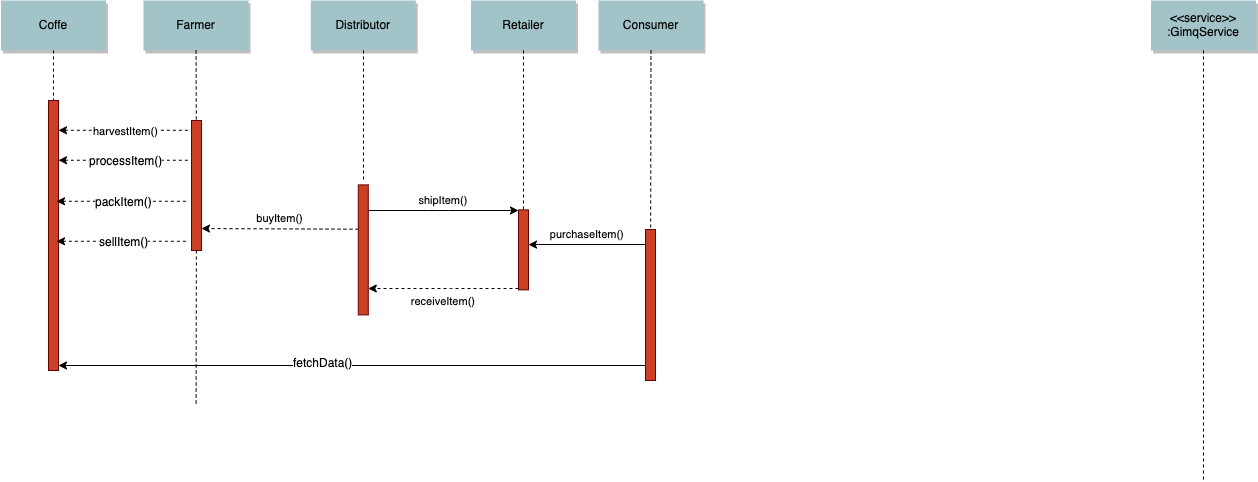 Coffe
Farmer
Distributor
Retailer
Consumer
<<service>>
:GimqService
harvestItem()
processItem()
packItem()
shipItem()
buyItem()
purchaseItem()
sellItem()
receiveItem()
fetchData()